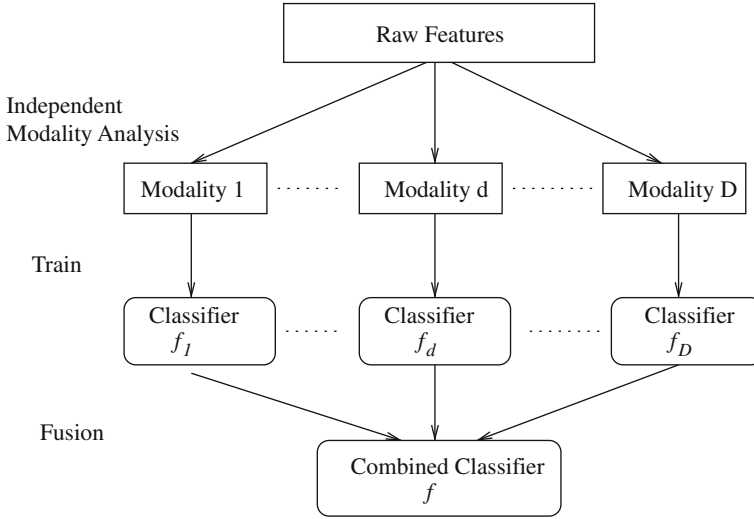 Raw Features
Independent
Modality Analysis
Modality 1
Modality d
Modality D
Train
Classifier
f1
Classifier
fd
Classifier
fD
Fusion
Combined Classifier
f